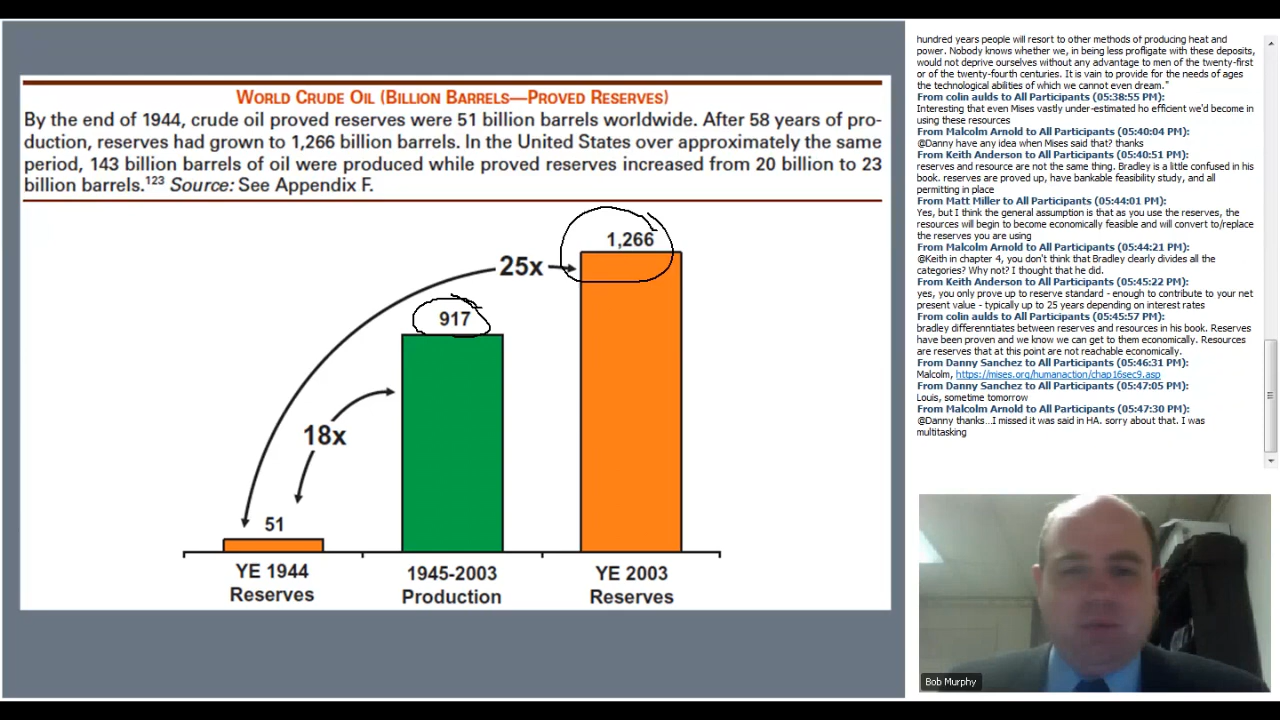 WORLD CRUDE OIL (BILLION BARRELS—PROVED RESERVES)
By the end of 1944, crude oil proved reserves were 51 billion barrels worldwide. After 58 years of pro-
duction, reserves had grown to 1,266 billion barrels. In the United States over approximately the same
period, 143 billion barrels of oil were produced while proved reserves increased from 20 billion to 23
billion barrels.123 Source: See Appendix F.
1,266
25x
917
18x
51
YE 1944
Reserves
1945-2003
Production
YE 2003
Reserves
hundred years people will resort to other methods of producing heat and
power. Nobody knows whether we, in being less profligate with these deposits,
would not deprive ourselves without any advantage to men of the twenty-first
or of the twenty-fourth centuries. It is vain to provide for the needs of ages
the technological abilities of which we cannot even dream."
From colin aulds to All Participants (05:38:55 PM):
Interesting that even Mises vastly under-estimated ho efficient we'd become in
using these resources
From Malcolm Arnold to All Participants (05:40:04 PM):
@Danny have any idea when Mises said that? thanks
From Keith Anderson to All Participants (05:40:51 PM):
reserves and resource are not the same thing. Bradley is a little confused in his
book. reserves are proved up, have bankable feasibility study, and all
permitting in place
From Matt Miller to All Participants (05:44:01 PM):
Yes, but I think the general assumption is that as you use the reserves, the
resources will begin to become economically feasible and will convert to/replace
the reserves you are using
From Malcolm Arnold to All Participants (05:44:21 PM):
@Keith in chapter 4, you don't think that Bradley clearly divides all the
categories? Why not? I thought that he did.
From Keith Anderson to All Participants (05:45:22 PM):
yes, you only prove up to reserve standard - enough to contribute to your net
present value - typically up to 25 years depending on interest rates
From colin aulds to All Participants (05:45:57 PM):
bradley differenntiates between reserves and resources in his book. Reserves
have been proven and we know we can get to them economically. Resources
are reserves that at this point are not reachable economically.
From Danny Sanchez to All Participants (05:46:31 PM):
Malcolm, https://mises.org/humanaction/chap16sec9.asp
From Danny Sanchez to All Participants (05:47:05 PM):
Louis, sometime tomorrow
From Malcolm Arnold to All Participants (05:47:30 PM):
@Danny thanks...I missed it was said in HA. sorry about that. I was
multitasking
Bob Murphy